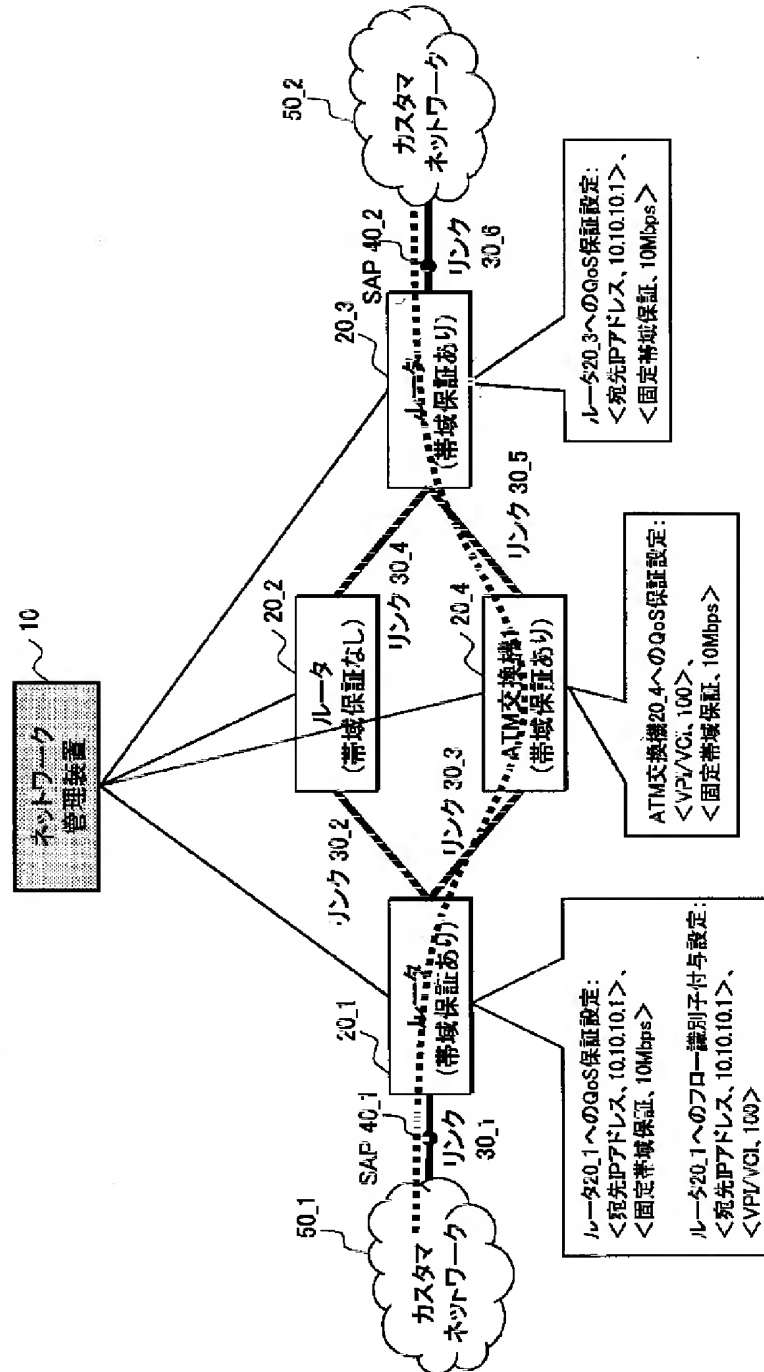 ネットワーク
管理装置
10
50_1
カスタマ
ネットワーク
SAP 40_1
リンク
30_1
20_1
ルータ
(帯域保証あり)
リンク 30_2
リンク 30_3
20_2
ルータ
(帯域保証なし)
20_4
ATM交換機1
(帯域保証あり)
リンク 30_4
リンク 30_5
20_3
ルータ
(帯域保証あり)
SAP 40_2
リンク
30_6
50_2
カスタマ
ネットワーク
ルータ20_1へのQoS保証設定:
<宛先IPアドレス、10.10.10.1>、
<固定帯域保証、10Mbps>
ルータ20_1へのフロー識別子付与設定:
<宛先IPアドレス、10.10.10.1>、
<VPI/VCI、100>
ATM交換機20_4へのQoS保証設定:
<VPI/VCI、100>、
<固定帯域保証、10Mbps>
ルータ20_3へのQoS保証設定:
<宛先IPアドレス、10.10.10.1>、
<固定帯域保証、10Mbps>